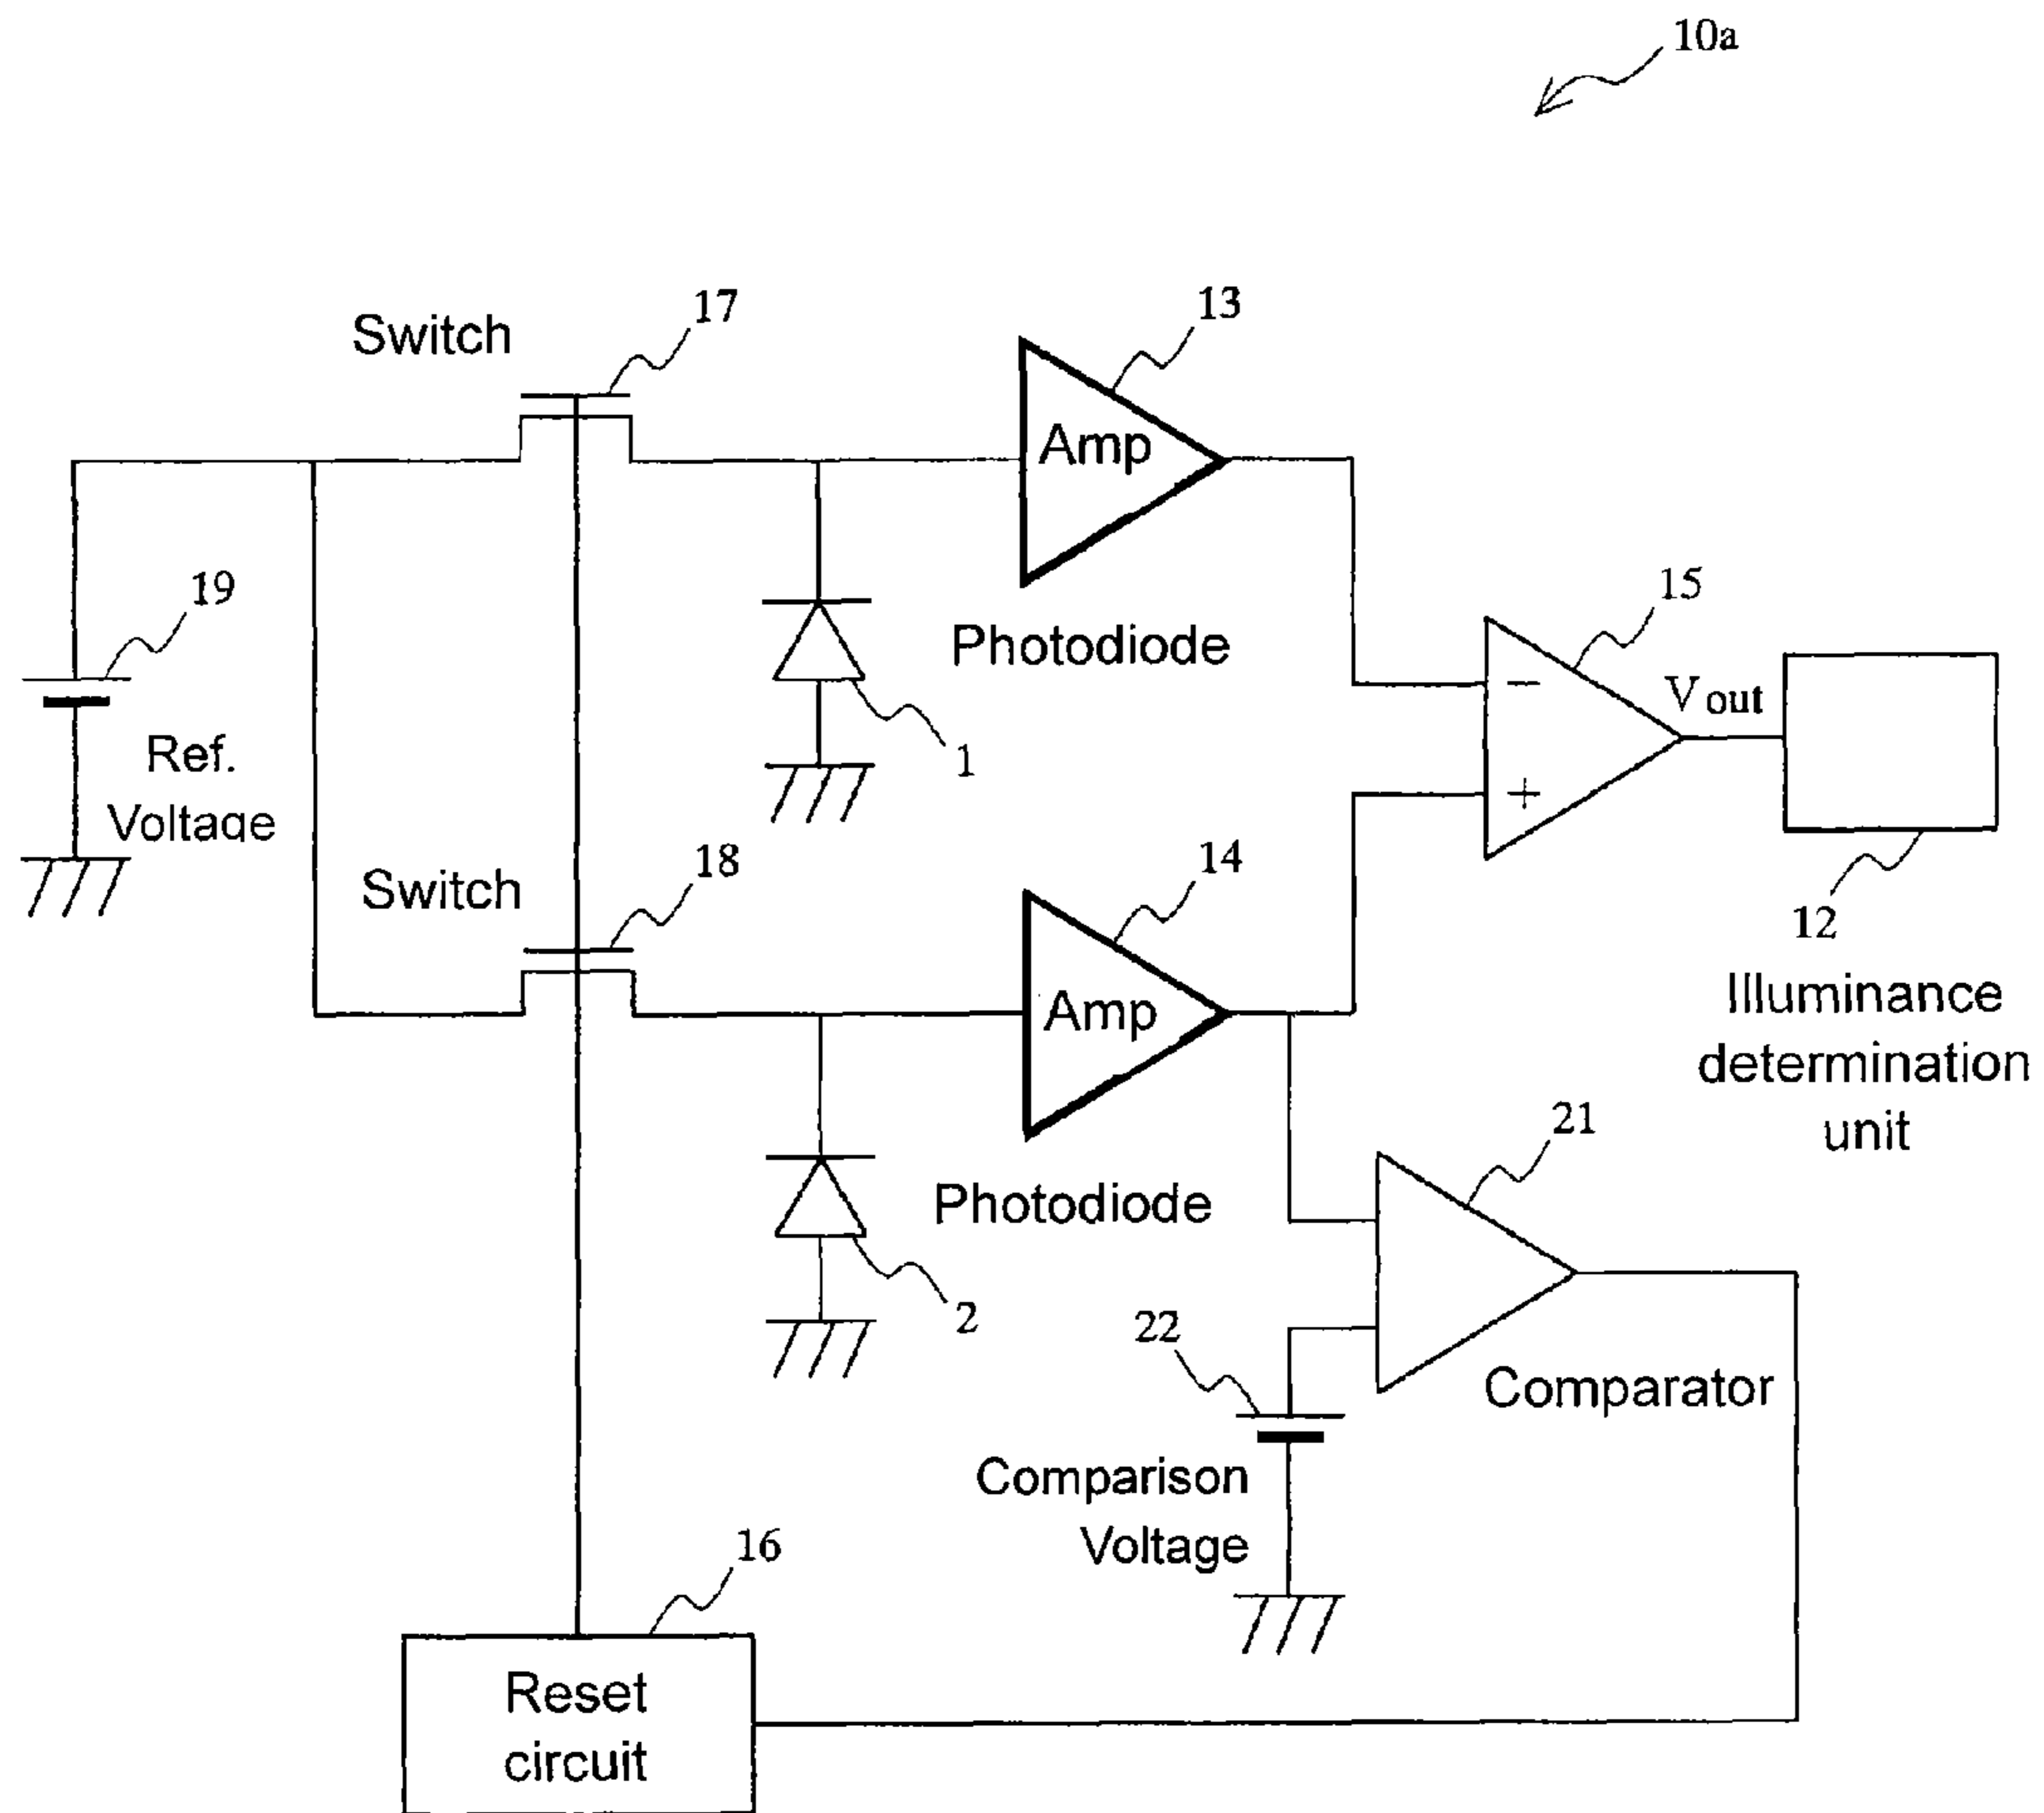 10a
Switch
17
13
Amp
19
Photodiode
15
Vout
1
Ref.
Voltage
Switch
18
14
12
Amp
Illuminance
determination
unit
21
Photodiode
2
22
Comparator
Comparison
Voltage
16
Reset
circuit
−
+